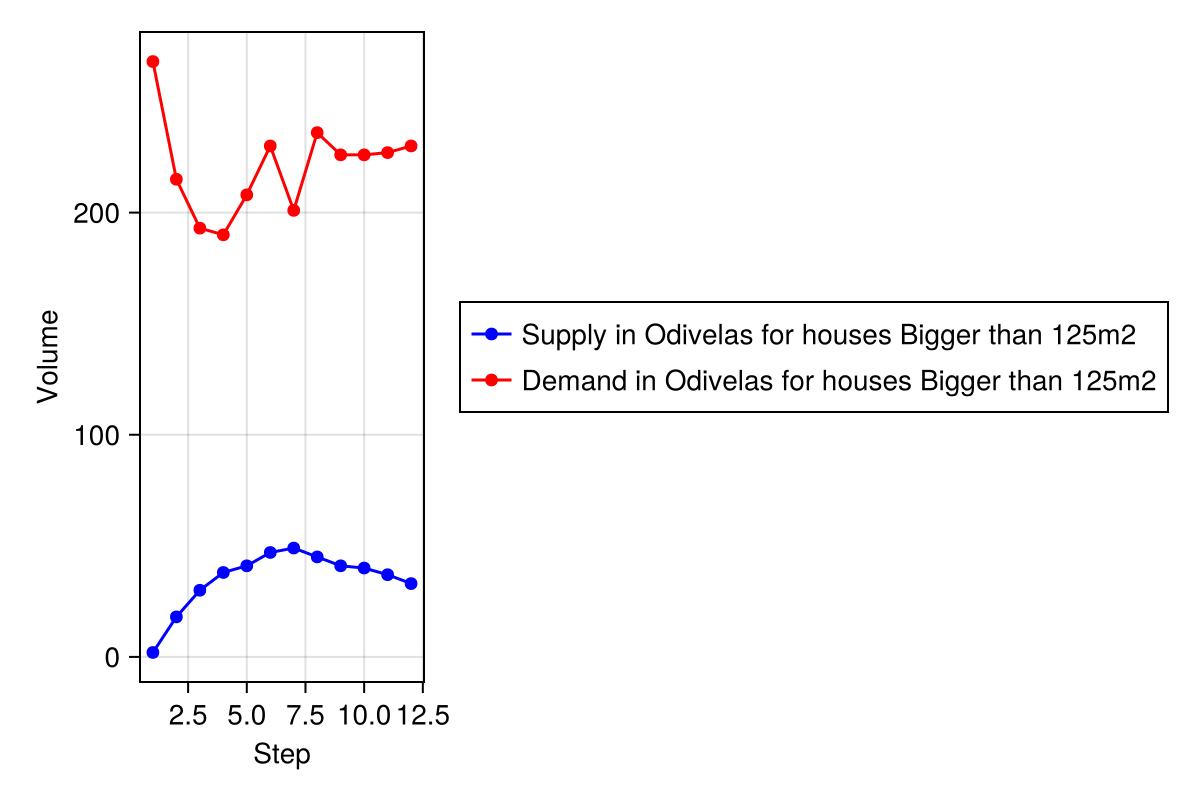 Volume
200
100
0
2.5 5.0 7.5 10.0 12.5
Step
Supply in Odivelas for houses Bigger than 125m2
Demand in Odivelas for houses Bigger than 125m2